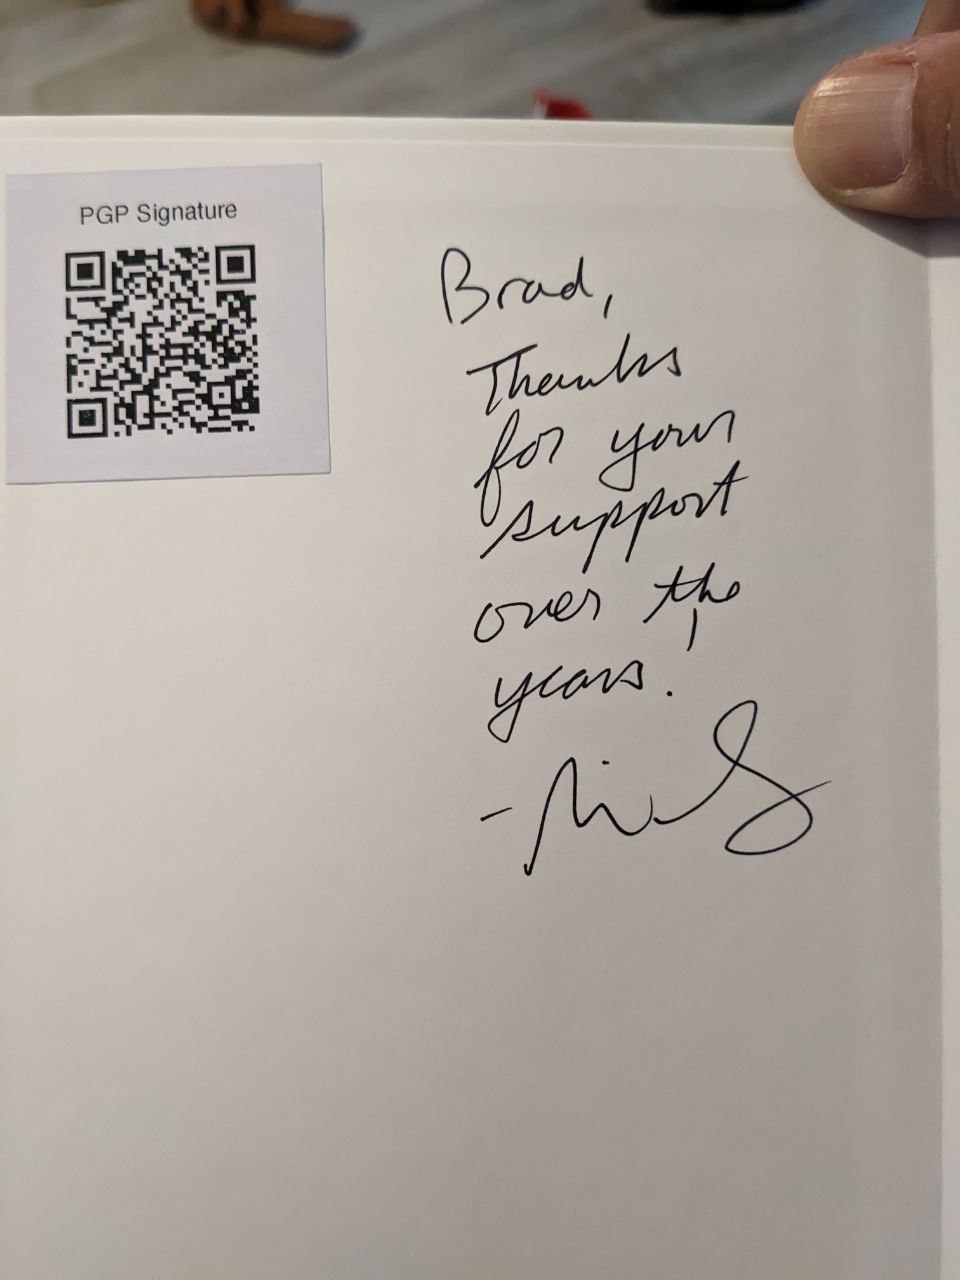 PGP Signature
Brad,
Thanks
for your
support
over the
years!